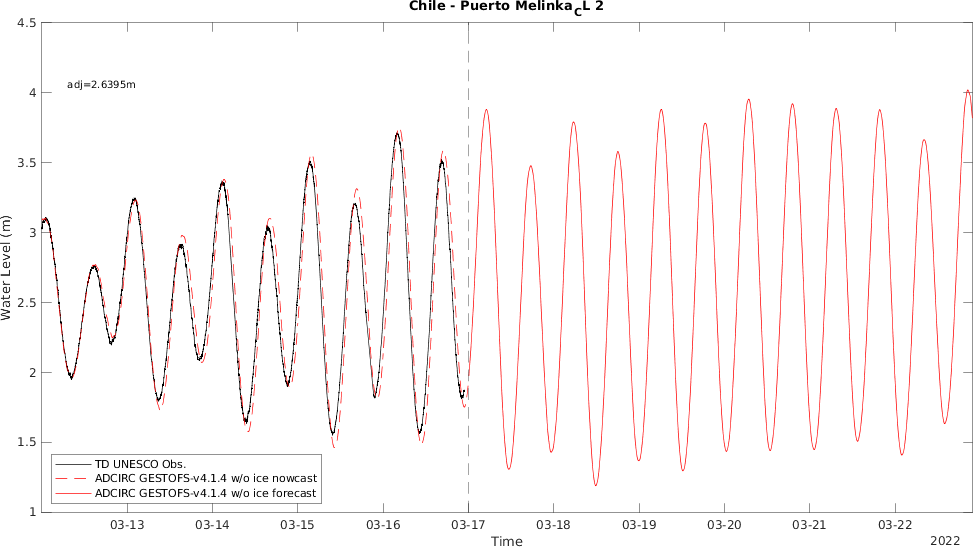 Chile - Puerto MelinkaCL 2
4.5
4
3.5
3
2.5
2
1.5
1
Water Level (m)
adj=2.6395m
TD UNESCO Obs.
ADCIRC GESTOFS-v4.1.4 w/o ice nowcast
ADCIRC GESTOFS-v4.1.4 w/o ice forecast
03-13 03-14 03-15 03-16 03-17 03-18 03-19 03-20 03-21 03-22
Time
2022